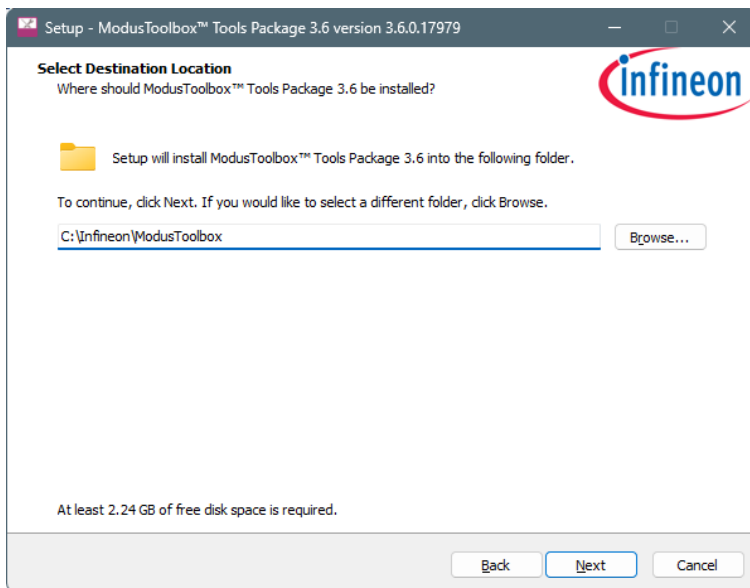 Setup - ModusToolbox™ Tools Package 3.6 version 3.6.0.17979
Select Destination Location
Where should ModusToolbox™ Tools Package 3.6 be installed?
infineon
Setup will install ModusToolbox™ Tools Package 3.6 into the following folder.
To continue, click Next. If you would like to select a different folder, click Browse.
C:\Infineon\ModusToolbox
Browse...
At least 2.24 GB of free disk space is required.
Back
Next
Cancel